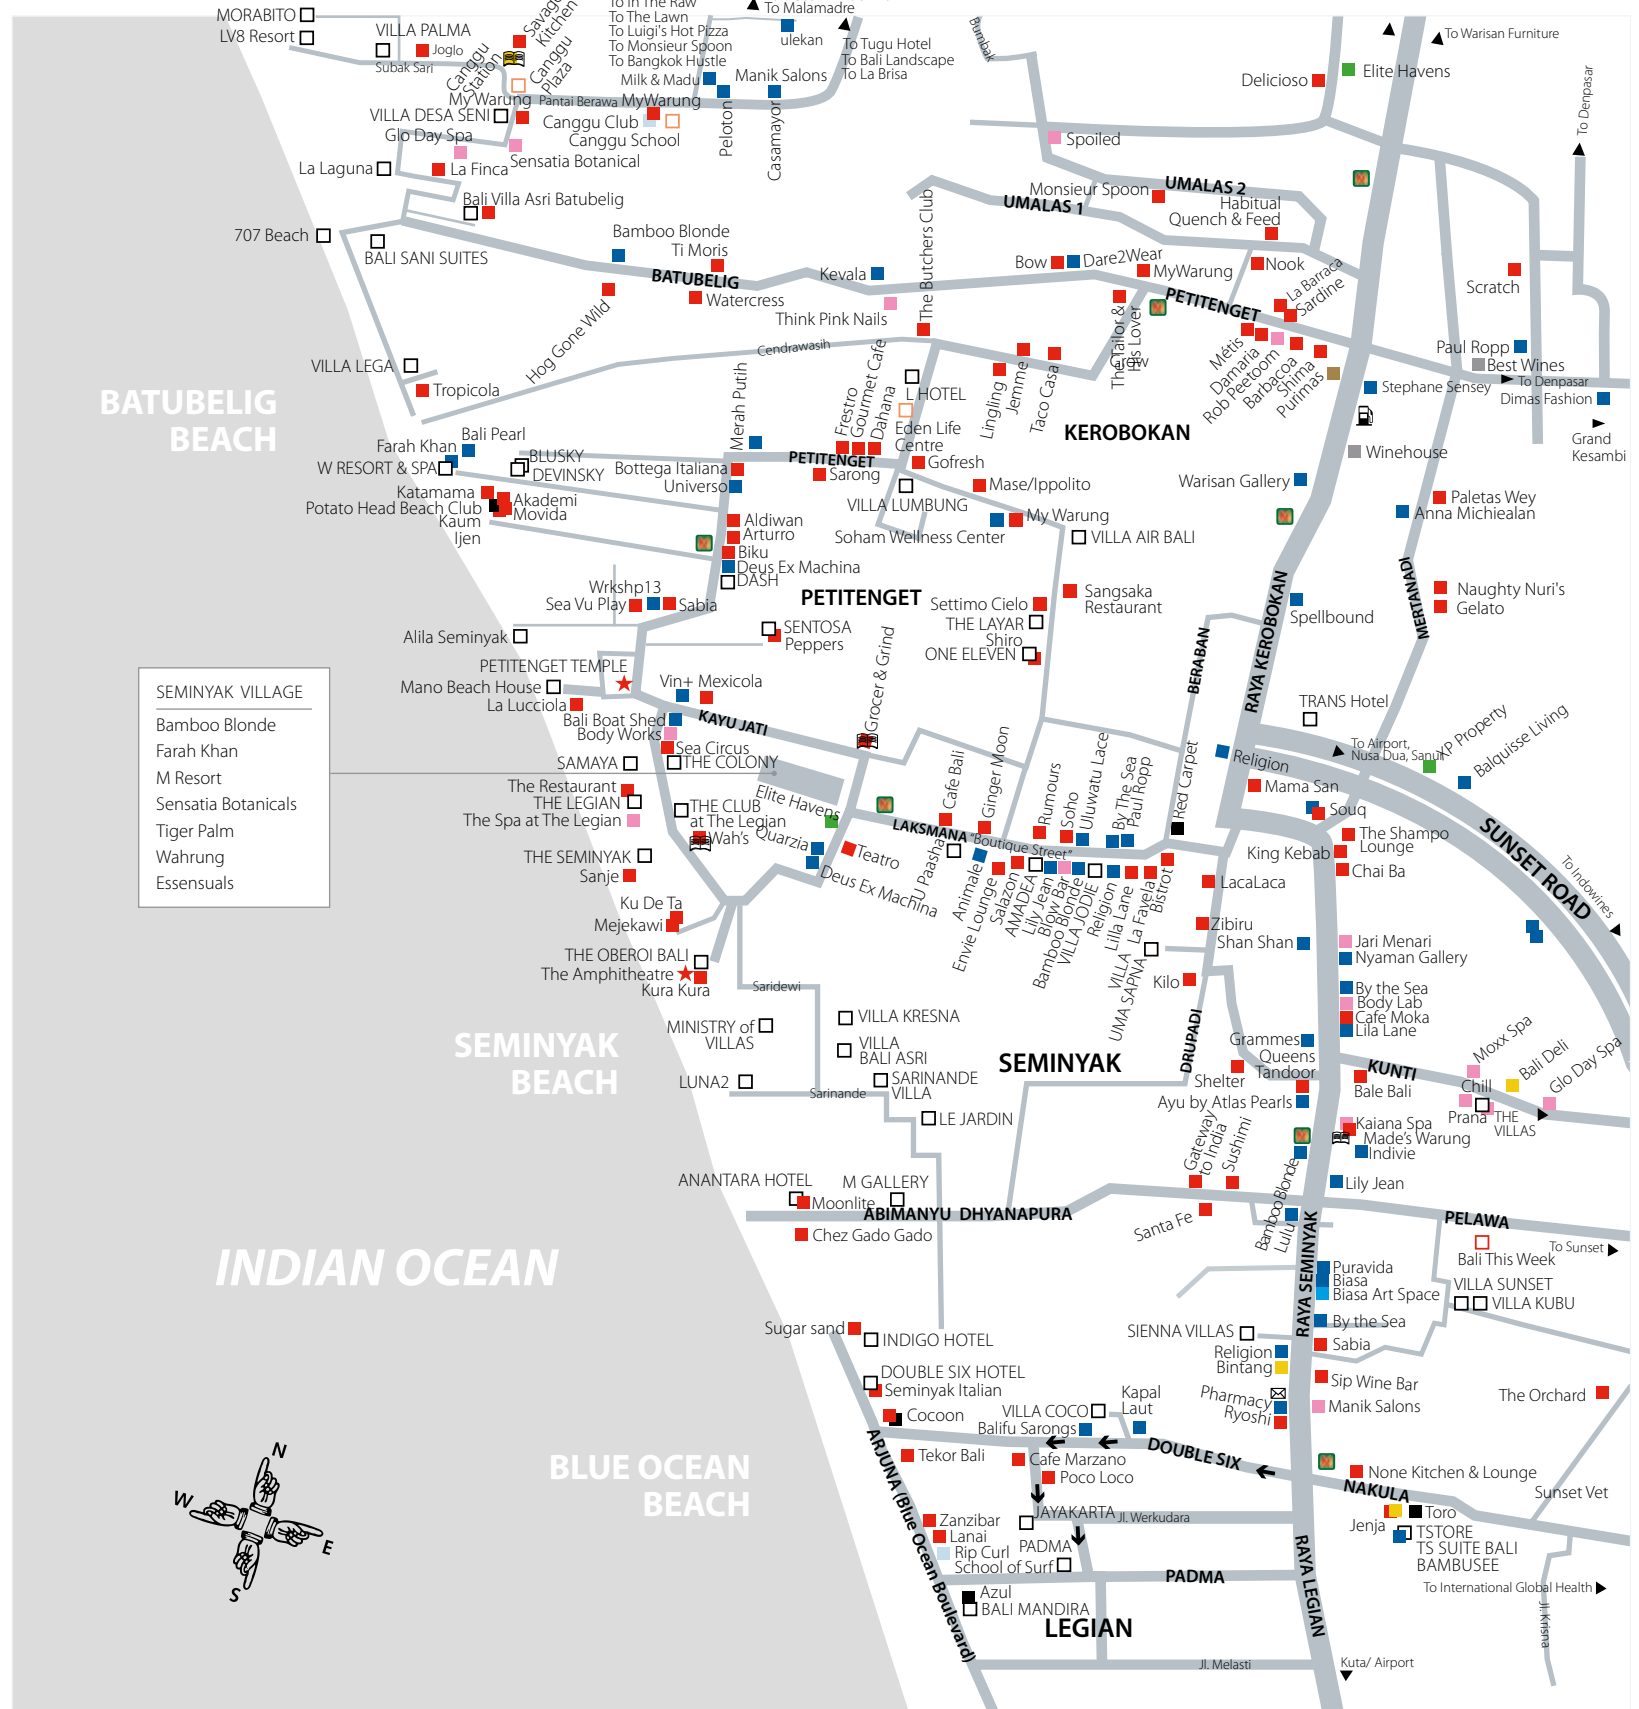 MORABITO
LV8 Resort
VILLA PALMA
Joglo
Subak Sari
Canggu
Station
Savage
Kitchen
Canggu
Plaza
To In The Raw
To The Lawn
To Luigi's Hot Pizza
To Monsieur Spoon
To Bangkok Hustle
Milk & Madu
To Malamadre
ulekan
To Tugu Hotel
To Bali Landscape
To La Brisa
Manik Salons
Peloton
Casamayor
My Warung
Pantai Berawa
MyWarung
VILLA DESA SENI
Canggu Club
Canggu School
Glo Day Spa
Sensatia Botanical
La Laguna
La Finca
Bali Villa Asri Batubelig
707 Beach
BALI SANI SUITES
Bumbak
To Warisan Furniture
Delicioso
Elite Havens
To Denpasar
Spoiled
Monsieur Spoon
UMALAS 2
UMALAS 1
Habitual
Quench & Feed
Bamboo Blonde
Ti Moris
BATUBELIG
Watercress
Hog Gone Wild
Kevala
Think Pink Nails
The Butchers Club
Bow
Dare2Wear
MyWarung
Nook
La Barraca
Sardine
PETITENGET
The Tailor &
His Lover
Grow
Scratch
Métis
Damaria
Rob Peetoom
Barbacoa
Shima
Purimas
Paul Ropp
Best Wines
To Denpasar
Stephane Sensey
Dimas Fashion
Grand
Kesambi
Winehouse
Cendrawasih
VILLA LEGA
Tropicola
BATUBELIG
BEACH
Merah Putih
Frestro
Gourmet Cafe
Dahana
L HOTEL
Eden Life
Centre
Lingling
Jemme
Taco Casa
KEROBOKAN
Farah Khan
Bali Pearl
W RESORT & SPA
BLUSKY
DEVINSKY
Bottega Italiana
Universo
PETITENGET
Sarong
Gofresh
VILLA LUMBUNG
Mase/Ippolito
Soham Wellness Center
My Warung
VILLA AIR BALI
Warisan Gallery
Paletas Wey
Anna Michiealan
Katamama
Potato Head Beach Club
Kaum
Ijen
Akademi
Movida
Aldiwan
Arturro
Biku
Deus Ex Machina
DASH
Wrkshp13
Sea Vu Play
Sabia
PETITENGET
Settimo Cielo
THE LAYAR
Shiro
ONE ELEVEN
Sangsaka
Restaurant
Spellbound
MERTANADI
Naughty Nuri's
Gelato
RAYA KEROBOKAN
BERABAN
Alila Seminyak
SENTOSA
Peppers
PETITENGET TEMPLE
Mano Beach House
La Lucciola
Vin+
Mexicola
Bali Boat Shed
Body Works
KAYU JATI
Sea Circus
THE COLONY
Grocer & Grind
SAMAYA
The Restaurant
THE LEGIAN
The Spa at The Legian
THE CLUB
at The Legian
Wah's
THE SEMINYAK
Sanje
SEMINYAK VILLAGE
Bamboo Blonde
Farah Khan
M Resort
Sensatia Botanicals
Tiger Palm
Wahrung
Essensuals
Elite Havens
Quarzia
Deus Ex Machina
Teatro
LAKSMANA
"Boutique Street"
Cafe Bali
Ginger Moon
Rumours
Soho
Uluwatu Lace
By The Sea
Paul Ropp
Red Carpet
U Paasha
Animale
Envie Lounge
Salazon
AMADEA
Lily Jean
Blow Bar
Bamboo Blonde
VILLA JODIE
Religion
Lilla Lane
La Favela
Bistrot
VILLA
UMA SAPNA
TRANS Hotel
Religion
To Airport,
Nusa Dua, Sanur
XP Property
Balquisse Living
Mama San
Souq
The Shampo
Lounge
King Kebab
Chai Ba
SUNSET ROAD
To Indowines
LacaLaca
Zibiru
Shan Shan
Jari Menari
Nyaman Gallery
Kilo
By the Sea
Body Lab
Cafe Moka
Lila Lane
Ku De Ta
Mejekawi
THE OBEROI BALI
The Amphitheatre
Kura Kura
Saridewi
MINISTRY of
VILLAS
VILLA KRESNA
VILLA
BALI ASRI
SEMINYAK
BEACH
LUNA2
SARINANDE
VILLA
Sarinande
LE JARDIN
SEMINYAK
DRUPADI
Grammes
Queens
Tandoor
Shelter
Ayu by Atlas Pearls
KUNTI
Bale Bali
Moxx Spa
Bali Deli
Glo Day Spa
Chill
Prana
THE
VILLAS
Kaiana Spa
Made's Warung
Indivie
Gateway
to India
Sushimi
Bamboo Blonde
Lulu
Lily Jean
ANANTARA HOTEL
Moonlite
M GALLERY
ABIMANYU DHYANAPURA
Chez Gado Gado
Santa Fe
PELAWA
Bali This Week
To Sunset
INDIAN OCEAN
RAYA SEMINYAK
Puravida
Biasa
Biasa Art Space
VILLA SUNSET
VILLA KUBU
By the Sea
Sabia
SIENNA VILLAS
Religion
Bintang
Sip Wine Bar
Pharmacy
Ryoshi
Manik Salons
The Orchard
Sugar sand
INDIGO HOTEL
DOUBLE SIX HOTEL
Seminyak Italian
Cocoon
VILLA COCO
Balifu Sarongs
Kapal
Laut
DOUBLE SIX
Tekor Bali
Cafe Marzano
Poco Loco
BLUE OCEAN
BEACH
ARJUNA (Blue Ocean Boulevard)
None Kitchen & Lounge
NAKULA
Sunset Vet
Jenja
Toro
TSTORE
TS SUITE BALI
BAMBUSEE
Zanzibar
Lanai
Rip Curl
School of Surf
JAYAKARTA
Jl. Werkudara
PADMA
PADMA
To International Global Health
Jl. Krisna
Azul
BALI MANDIRA
LEGIAN
RAYA LEGIAN
Jl. Melasti
Kuta/ Airport
N
W
E
S